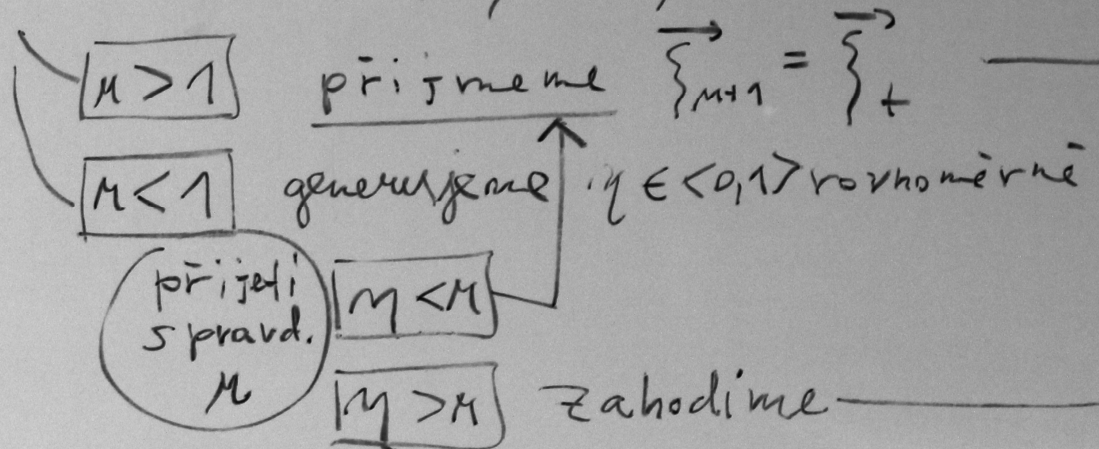 r > 1 přijmeme ξ⃗ₙ₊₁ = ξ⃗ₜ
r < 1 generujeme η ∈ <0,1> rovnoměrně
přijetí
s pravd.
r
η < r
η > r zahodíme